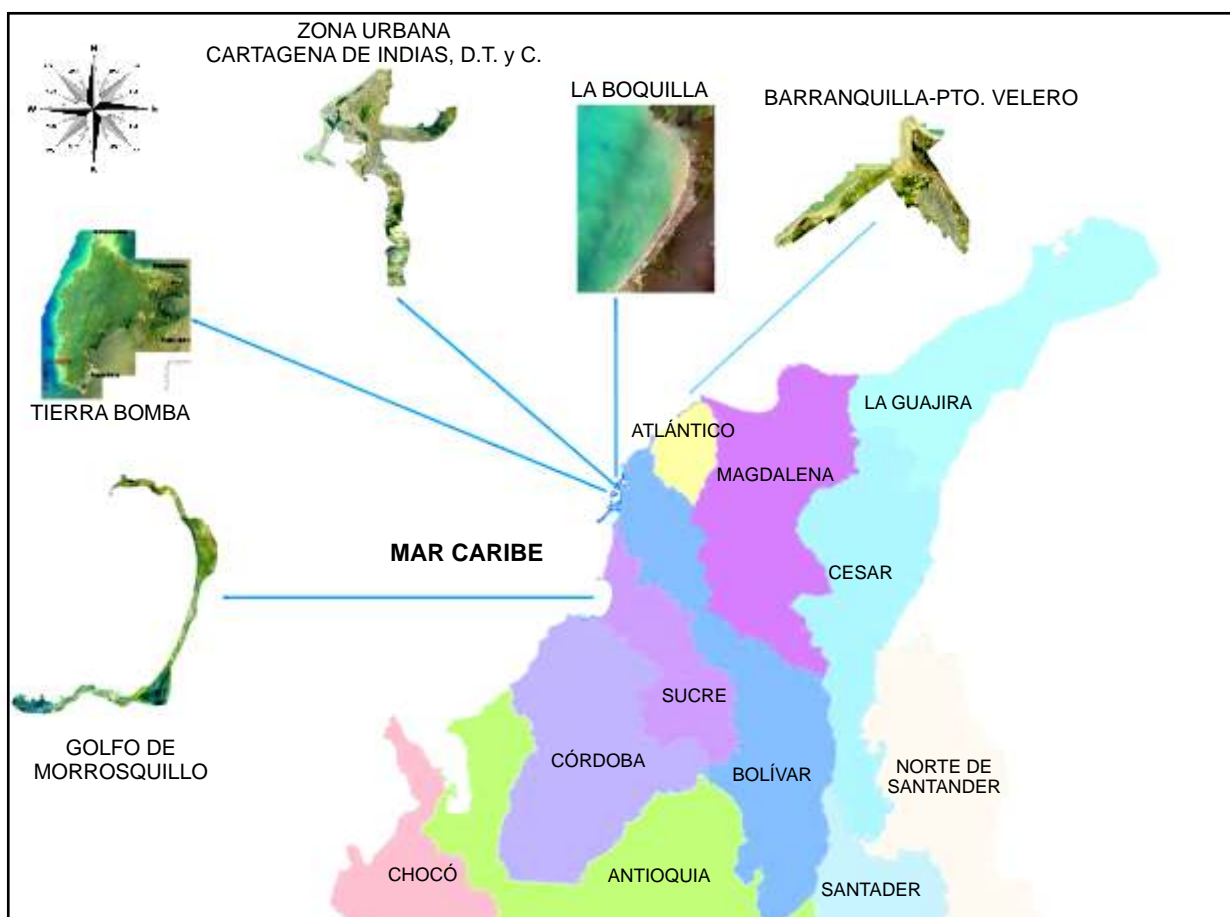 ZONA URBANA
CARTAGENA DE INDIAS, D.T. y C.
LA BOQUILLA
BARRANQUILLA-PTO. VELERO
N
TIERRA BOMBA
LA GUAJIRA
ATLÁNTICO
MAGDALENA
MAR CARIBE
CESAR
SUCRE
GOLFO DE
MORROSQUILLO
CÓRDOBA
BOLÍVAR
NORTE DE
SANTANDER
CHOCÓ
ANTIOQUIA
SANTADER